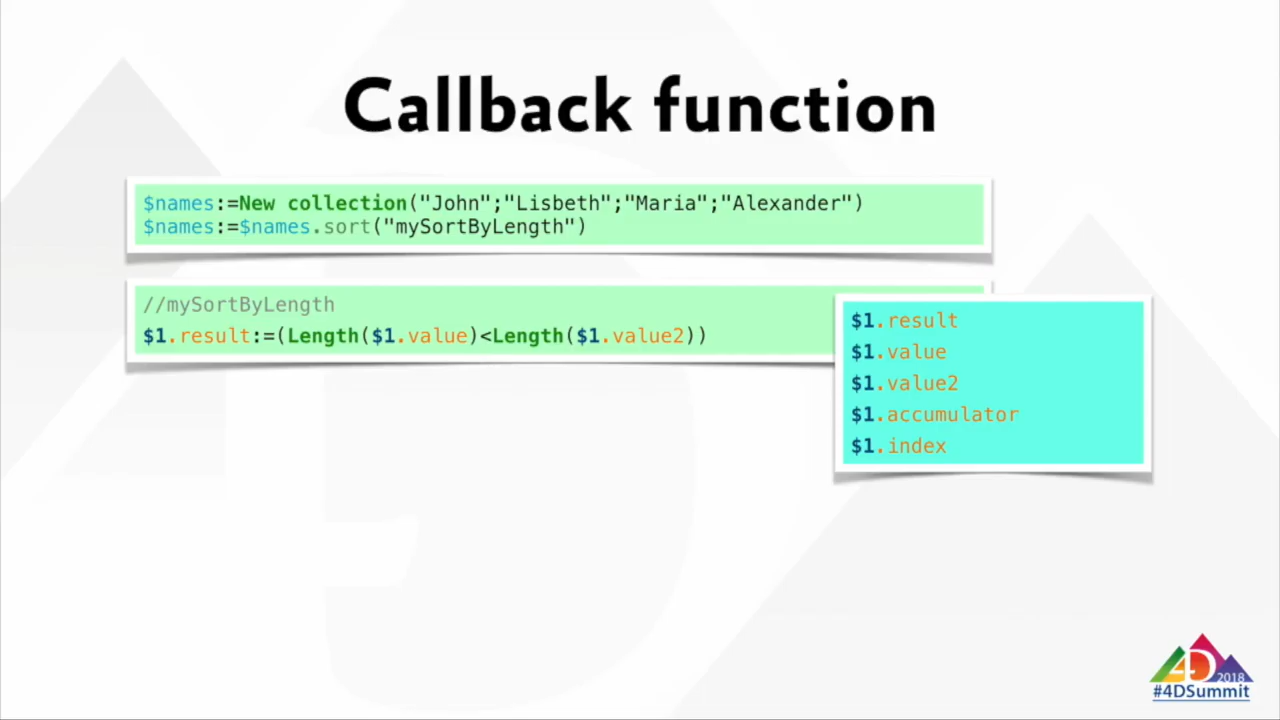 Callback function
$names:=New collection("John";"Lisbeth";"Maria";"Alexander")
$names:=$names.sort("mySortByLength")
//mySortByLength
$1.result:=(Length($1.value)<Length($1.value2))
$1.result
$1.value
$1.value2
$1.accumulator
$1.index
4D 2018
#4DSummit